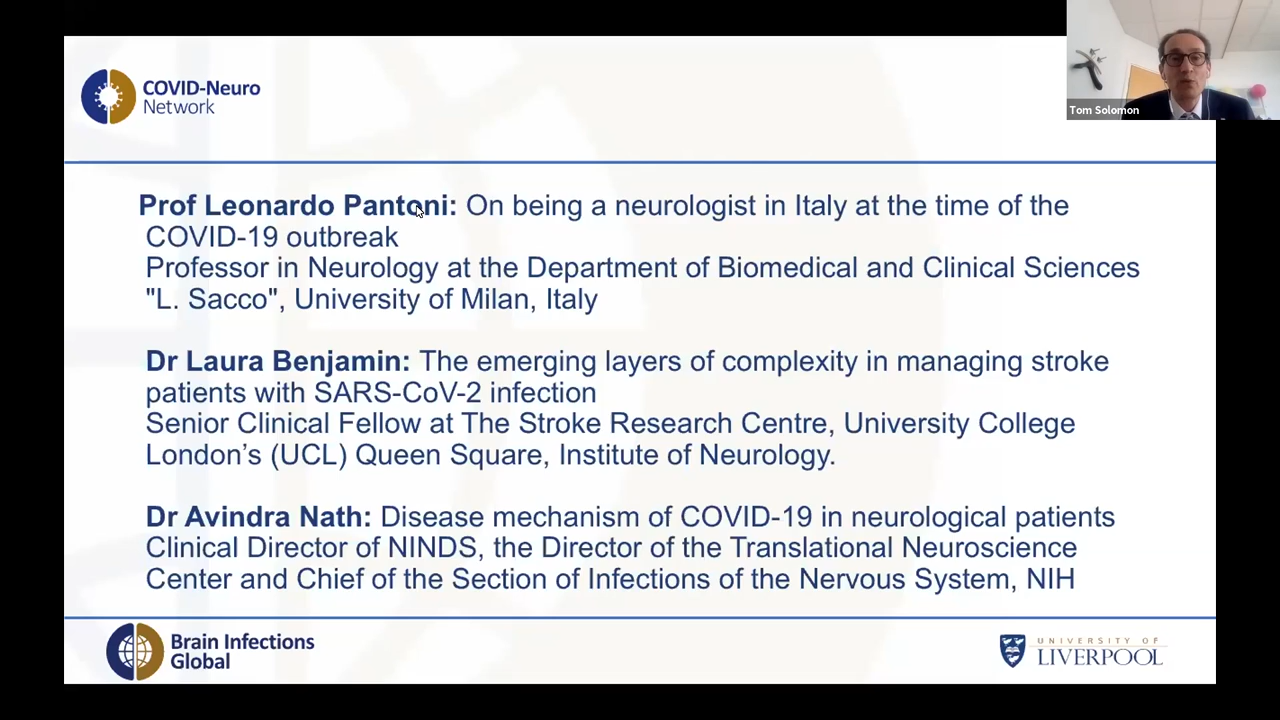 COVID-Neuro
Network
Tom Solomon
Prof Leonardo Pantoni: On being a neurologist in Italy at the time of the
COVID-19 outbreak
Professor in Neurology at the Department of Biomedical and Clinical Sciences
"L. Sacco", University of Milan, Italy
Dr Laura Benjamin: The emerging layers of complexity in managing stroke
patients with SARS-CoV-2 infection
Senior Clinical Fellow at The Stroke Research Centre, University College
London’s (UCL) Queen Square, Institute of Neurology.
Dr Avindra Nath: Disease mechanism of COVID-19 in neurological patients
Clinical Director of NINDS, the Director of the Translational Neuroscience
Center and Chief of the Section of Infections of the Nervous System, NIH
Brain Infections
Global
UNIVERSITY OF
LIVERPOOL